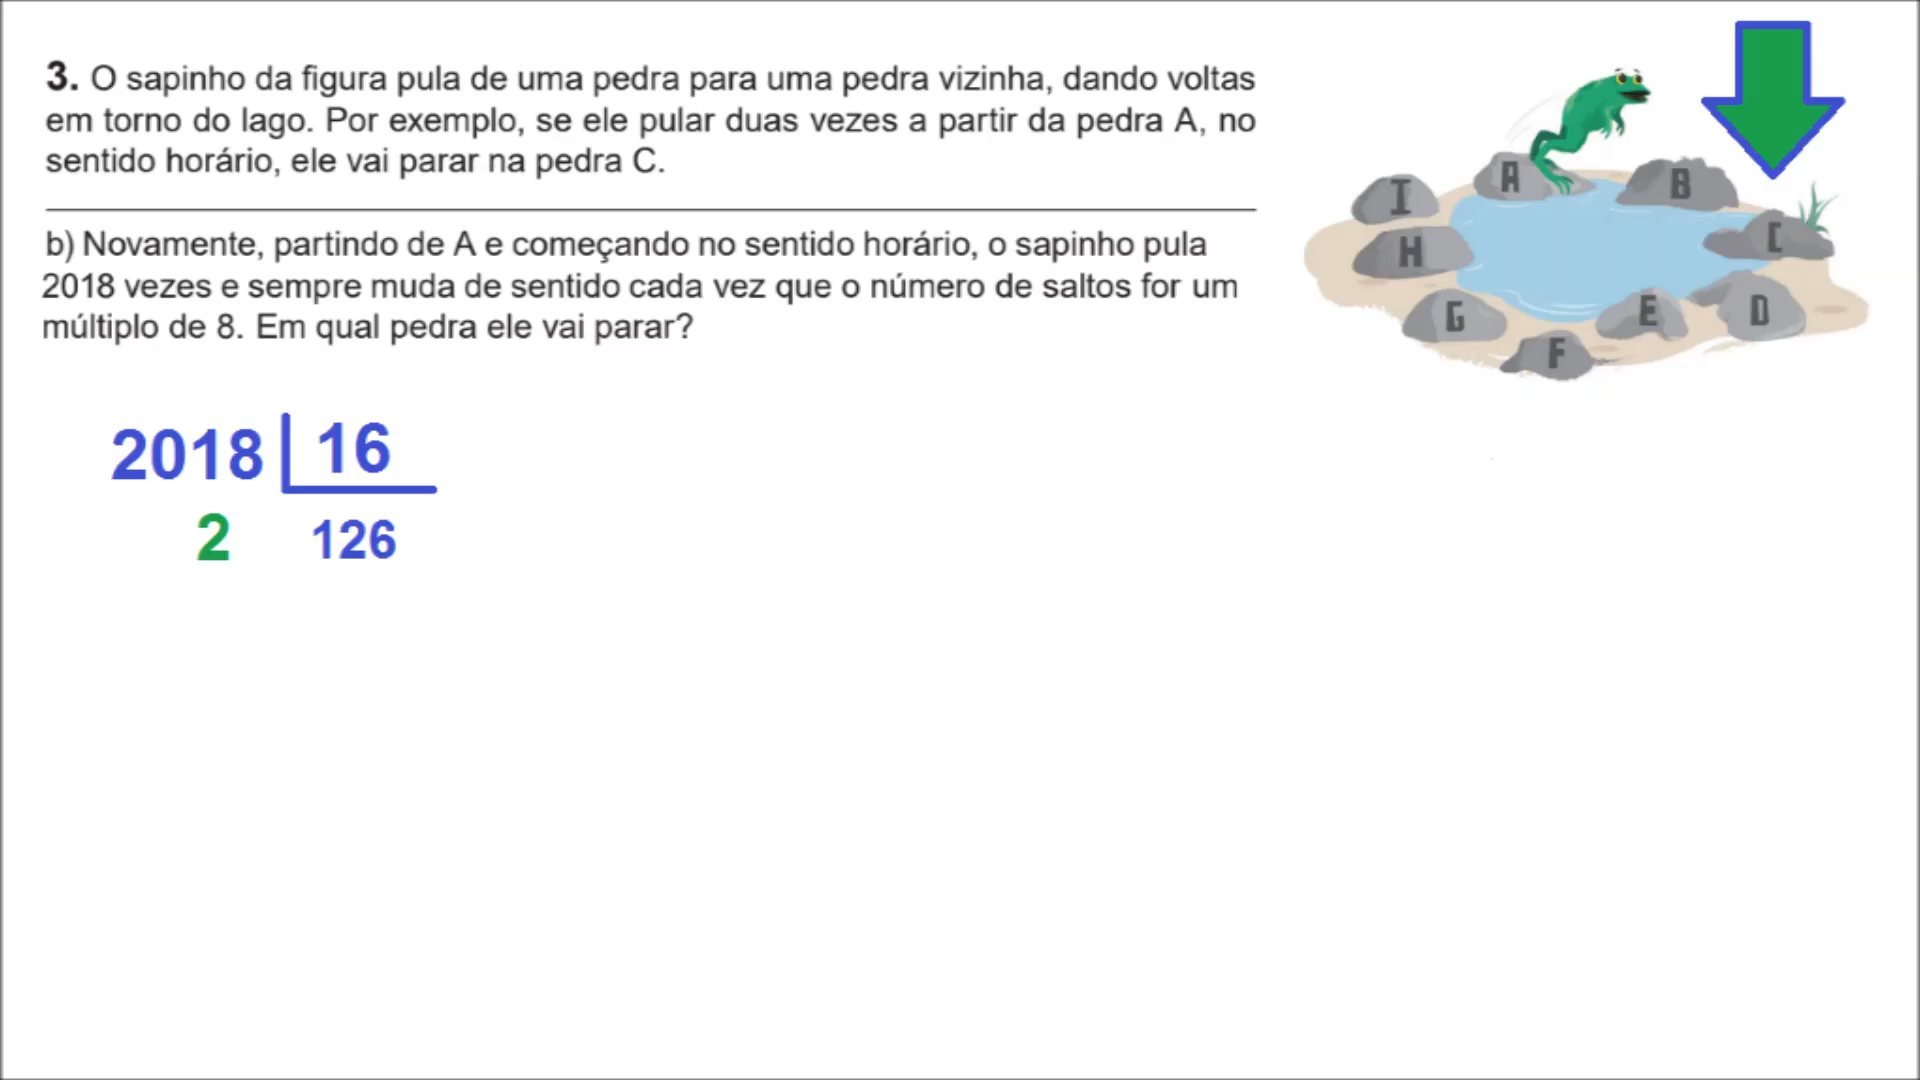 3. O sapinho da figura pula de uma pedra para uma pedra vizinha, dando voltas
em torno do lago. Por exemplo, se ele pular duas vezes a partir da pedra A, no
sentido horário, ele vai parar na pedra C.
b) Novamente, partindo de A e começando no sentido horário, o sapinho pula
2018 vezes e sempre muda de sentido cada vez que o número de saltos for um
múltiplo de 8. Em qual pedra ele vai parar?
A
B
I
C
H
G
E
D
F
2018 16
2 126